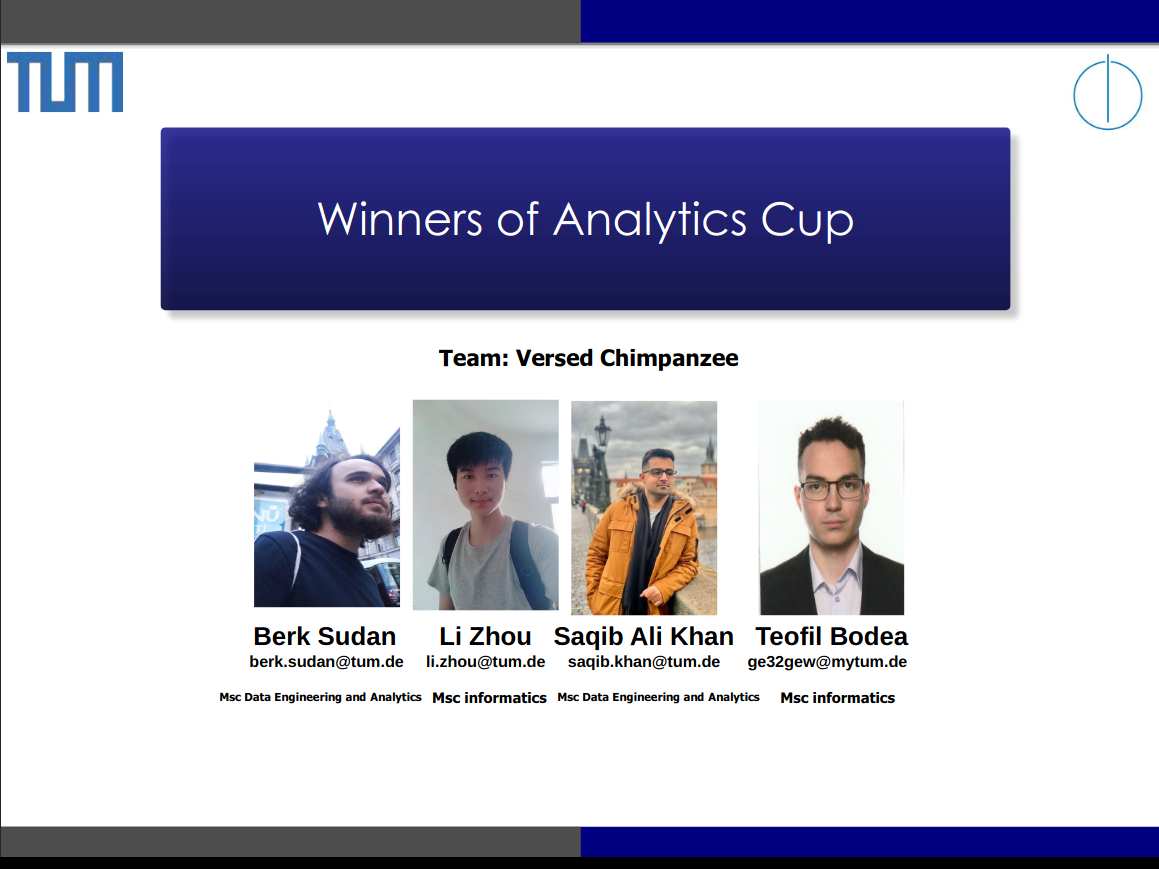 TUM
Winners of Analytics Cup
Team: Versed Chimpanzee
Berk Sudan Li Zhou Saqib Ali Khan Teofil Bodea
berk.sudan@tum.de li.zhou@tum.de saqib.khan@tum.de ge32gew@mytum.de
Msc Data Engineering and Analytics Msc informatics Msc Data Engineering and Analytics Msc informatics